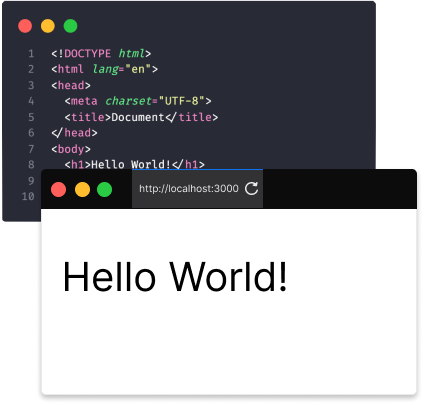 1 <!DOCTYPE html>
2 <html lang="en">
3 <head>
4 <meta charset="UTF-8">
5 <title>Document</title>
6 </head>
7 <body>
8 <h1>Hello World!</h1>
9
10
http://localhost:3000
Hello World!